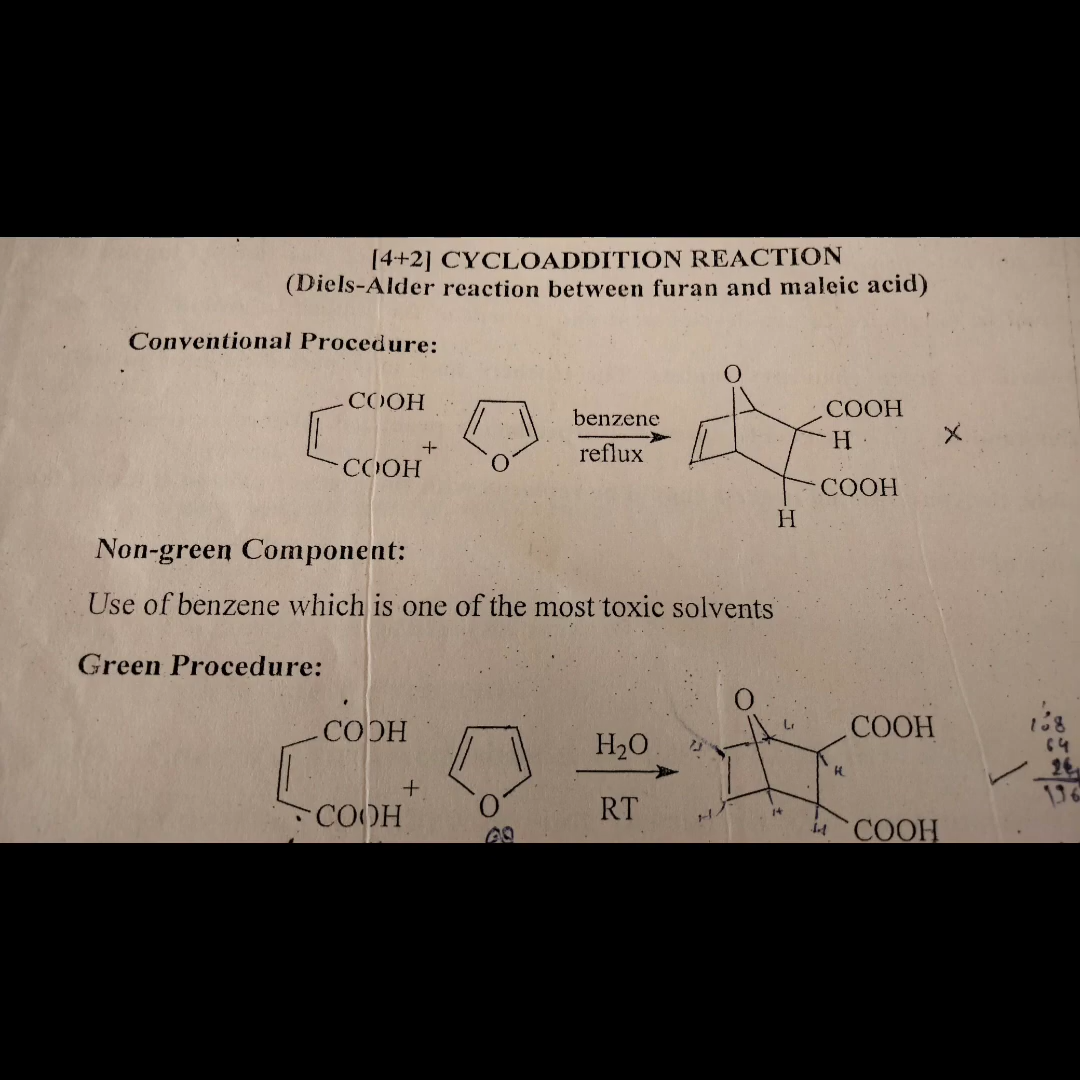 [4+2] CYCLOADDITION REACTION
(Diels-Alder reaction between furan and maleic acid)
Conventional Procedure:
COOH
COOH
+
O
benzene
reflux
O
COOH
H
COOH
H
×
Non-green Component:
Use of benzene which is one of the most toxic solvents
Green Procedure:
COOH
COOH
+
O
H₂O
RT
O
COOH
COOH
H
H
H
H
64